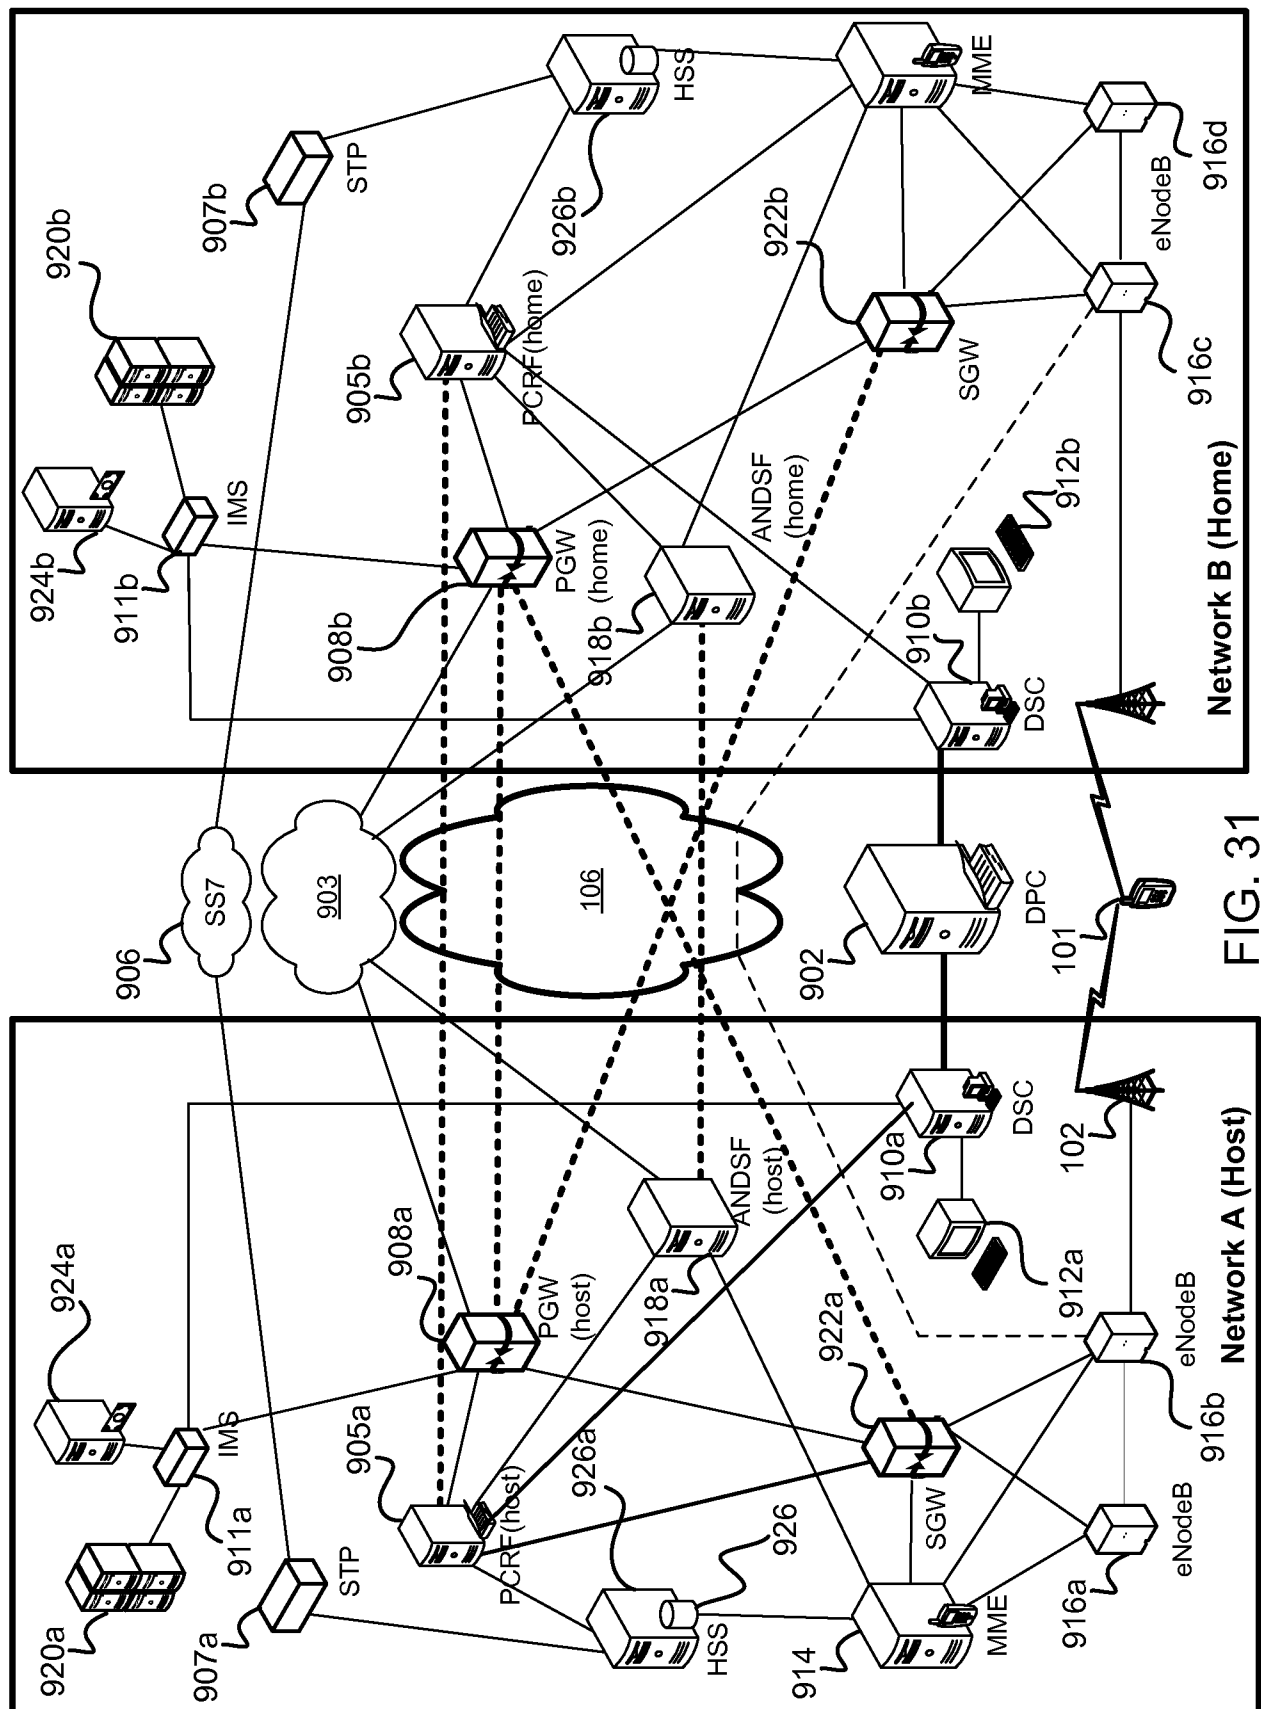 920a
924a
911a
IMS
907a
STP
905a
PCRF(host)
908a
PGW
(host)
926a
926
HSS
918a
ANDSF
(host)
922a
SGW
914
MME
910a
DSC
912a
916a
eNodeB
916b
eNodeB
102
Network A (Host)
906
SS7
903
106
902
DPC
101
FIG. 31
924b
920b
911b
IMS
907b
STP
905b
PCRF(home)
908b
PGW
(home)
926b
HSS
918b
ANDSF
(home)
922b
SGW
MME
910b
DSC
912b
916c
eNodeB
916d
Network B (Home)